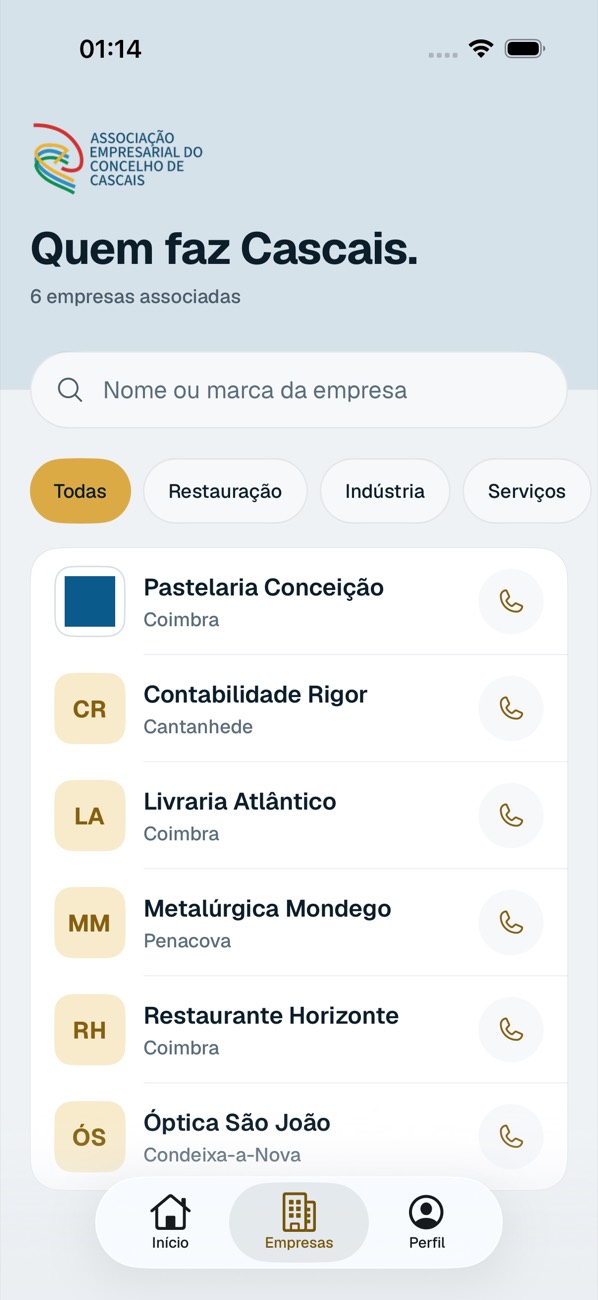 01:14
ASSOCIAÇÃO
EMPRESARIAL DO
CONCELHO DE
CASCAIS
Quem faz Cascais.
6 empresas associadas
Nome ou marca da empresa
Todas Restauração Indústria Serviços
Pastelaria Conceição
Coimbra
CR
Contabilidade Rigor
Cantanhede
LA
Livraria Atlântico
Coimbra
MM
Metalúrgica Mondego
Penacova
RH
Restaurante Horizonte
Coimbra
ÓS
Óptica São João
Condeixa-a-Nova
Início Empresas Perfil